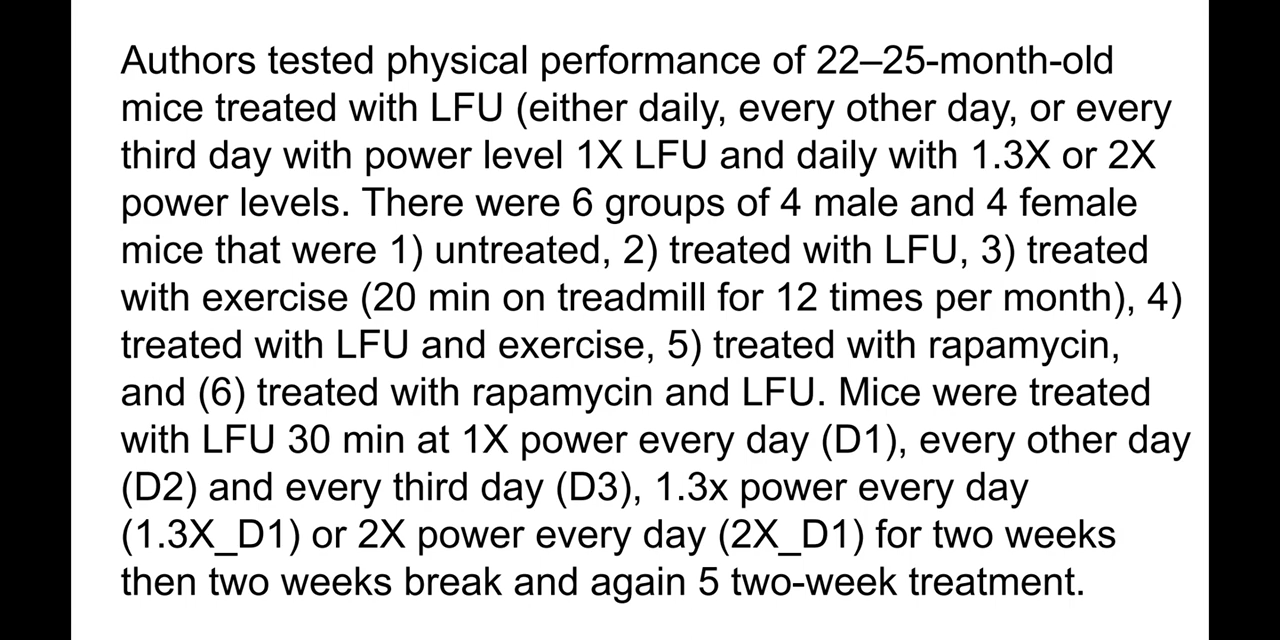 Authors tested physical performance of 22–25-month-old
mice treated with LFU (either daily, every other day, or every
third day with power level 1X LFU and daily with 1.3X or 2X
power levels. There were 6 groups of 4 male and 4 female
mice that were 1) untreated, 2) treated with LFU, 3) treated
with exercise (20 min on treadmill for 12 times per month), 4)
treated with LFU and exercise, 5) treated with rapamycin,
and (6) treated with rapamycin and LFU. Mice were treated
with LFU 30 min at 1X power every day (D1), every other day
(D2) and every third day (D3), 1.3x power every day
(1.3X_D1) or 2X power every day (2X_D1) for two weeks
then two weeks break and again 5 two-week treatment.